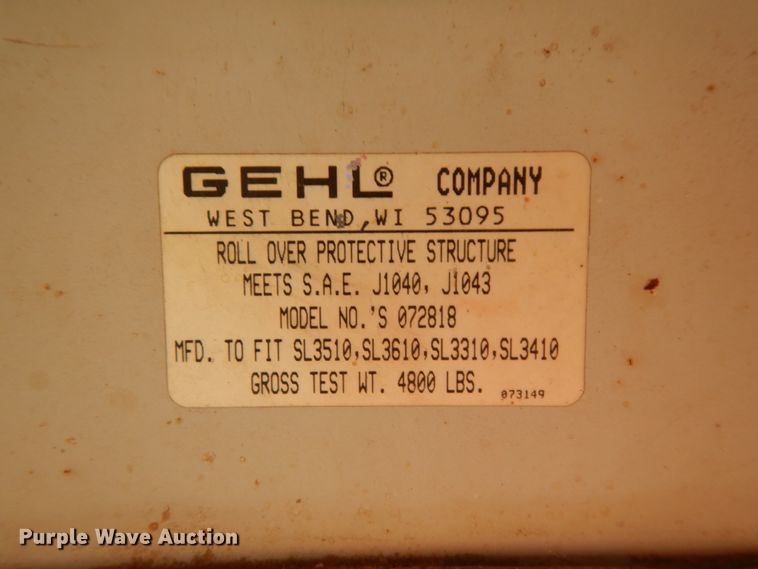 GEHL® COMPANY
WEST BEND, WI 53095
ROLL OVER PROTECTIVE STRUCTURE
MEETS S.A.E. J1040, J1043
MODEL NO.'S 072818
MFD. TO FIT SL3510,SL3610,SL3310,SL3410
GROSS TEST WT. 4800 LBS.
073149
Purple Wave Auction